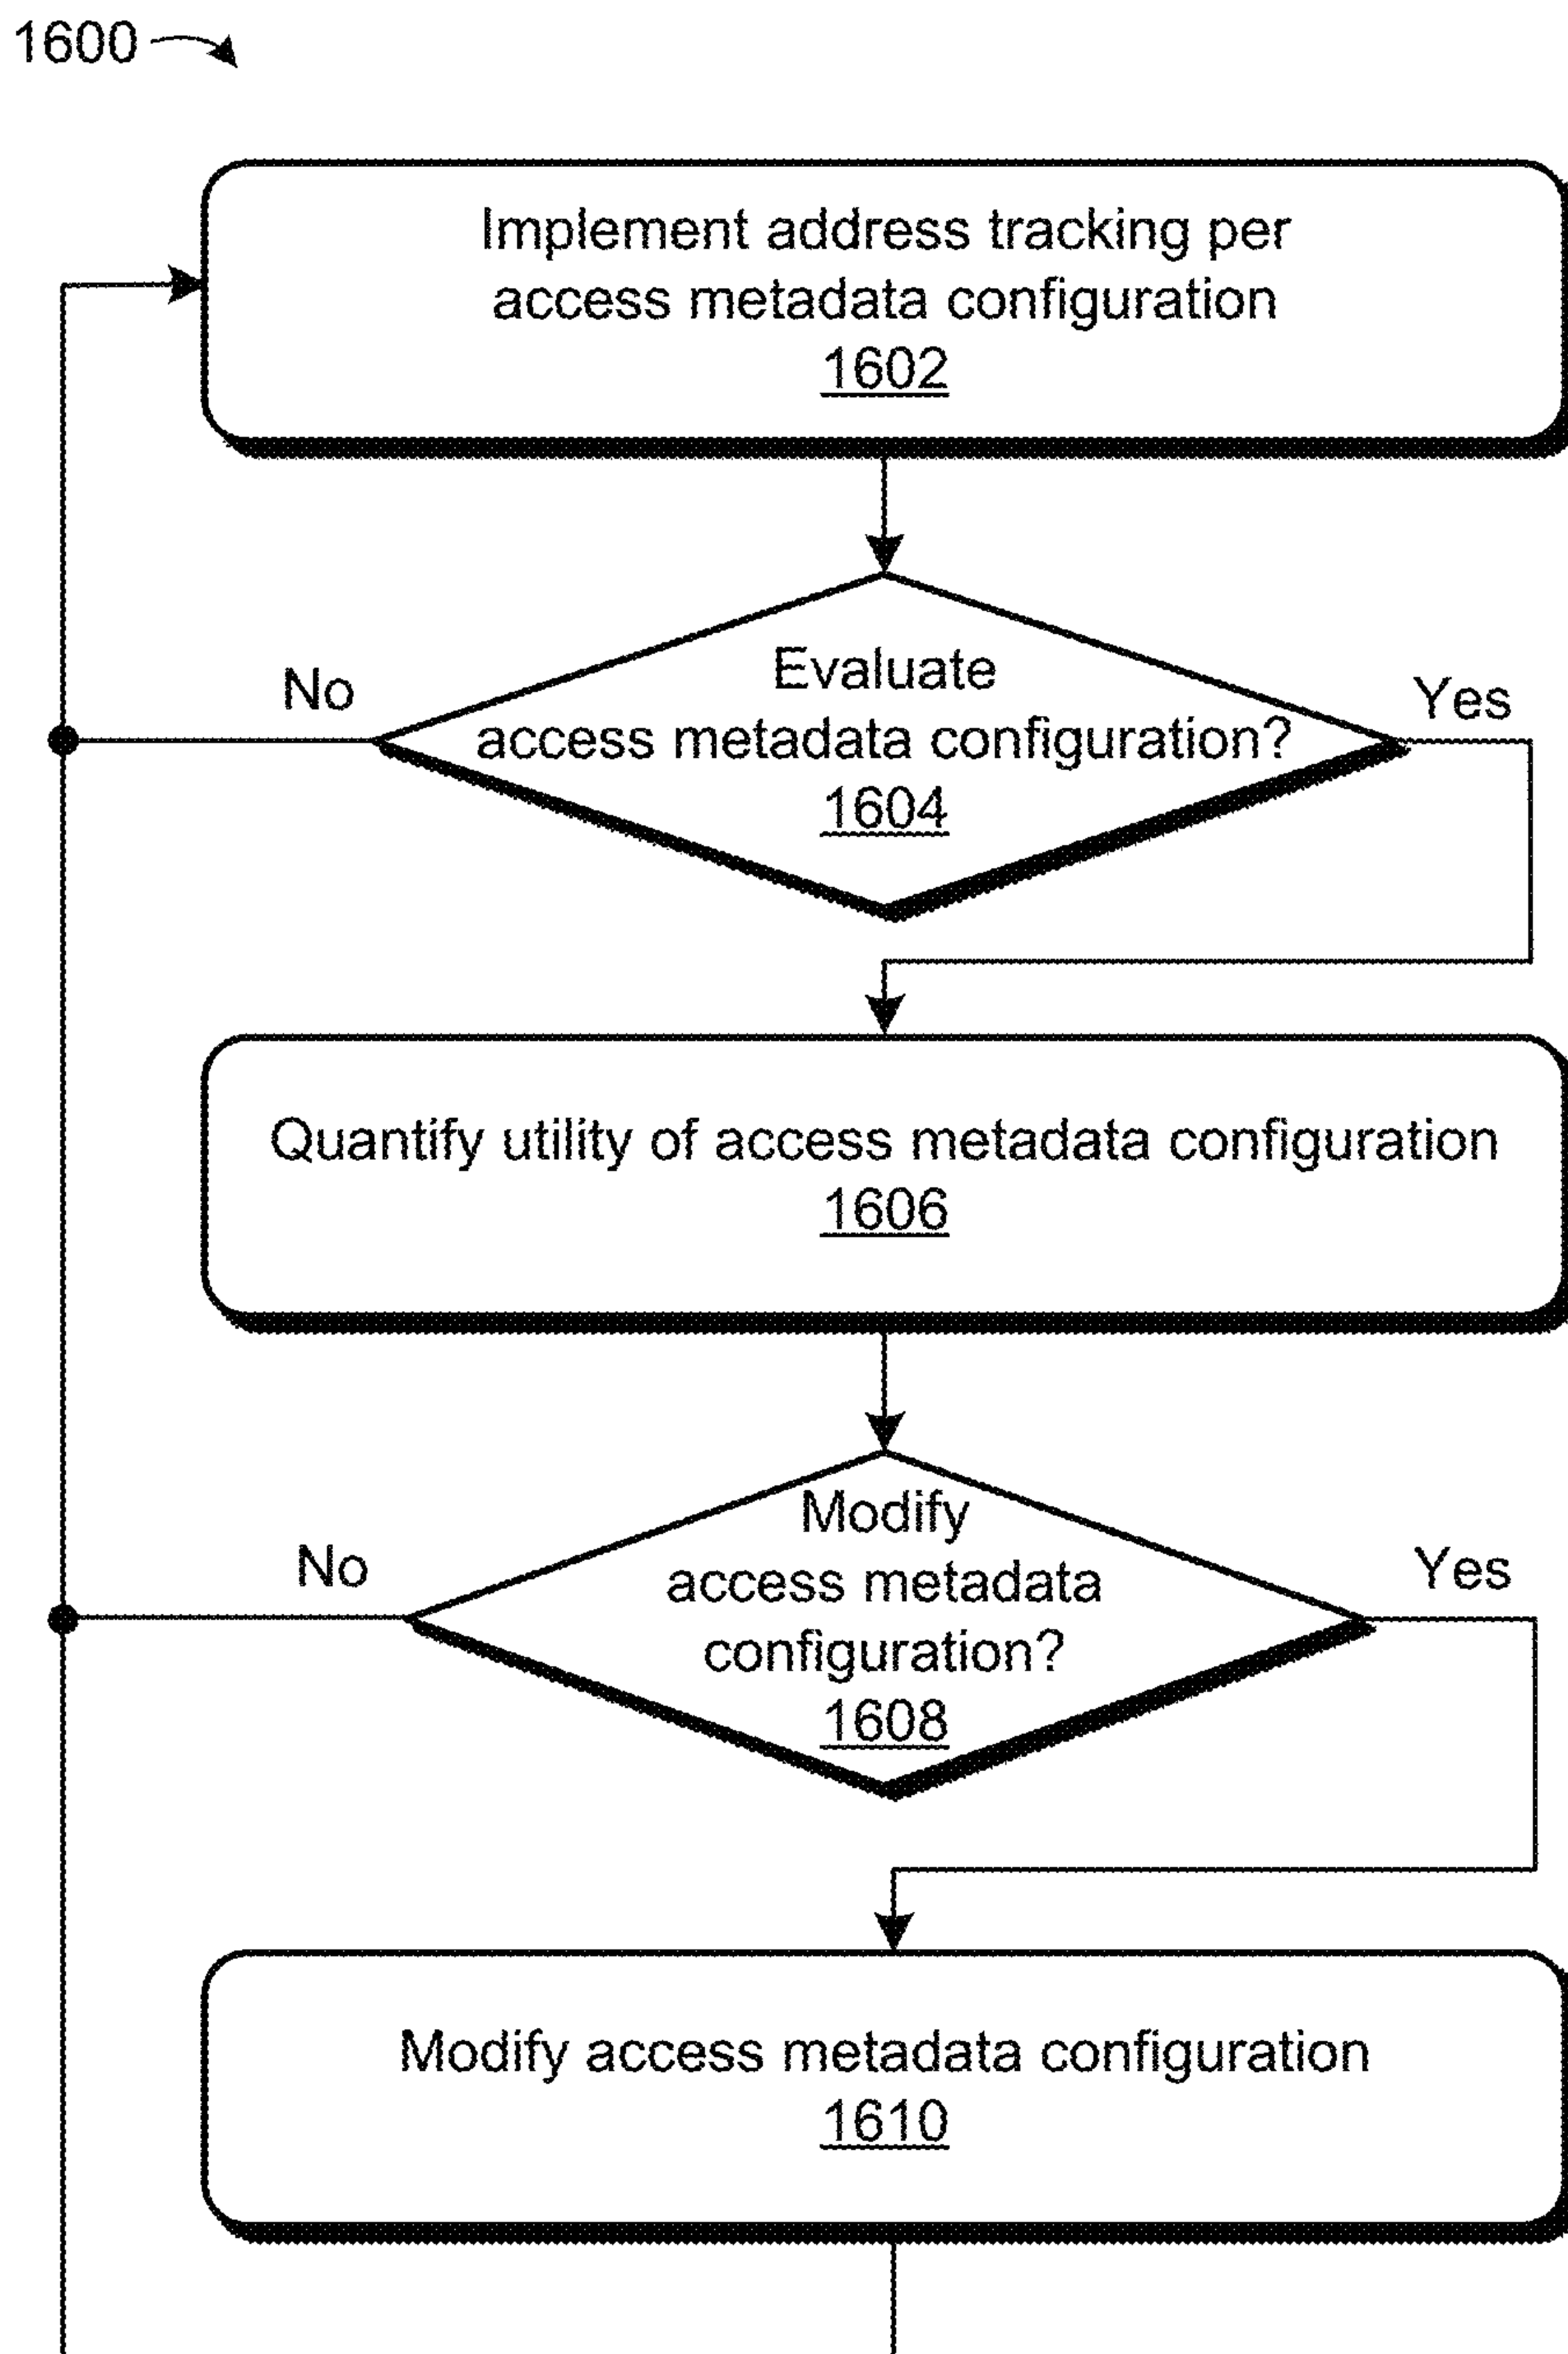 1600
Implement address tracking per
access metadata configuration
1602
Evaluate
No
Yes
access metadata configuration?
1604
Quantify utility of access metadata configuration
1606
Modify
No
Yes
access metadata
configuration?
1608
Modify access metadata configuration
1610